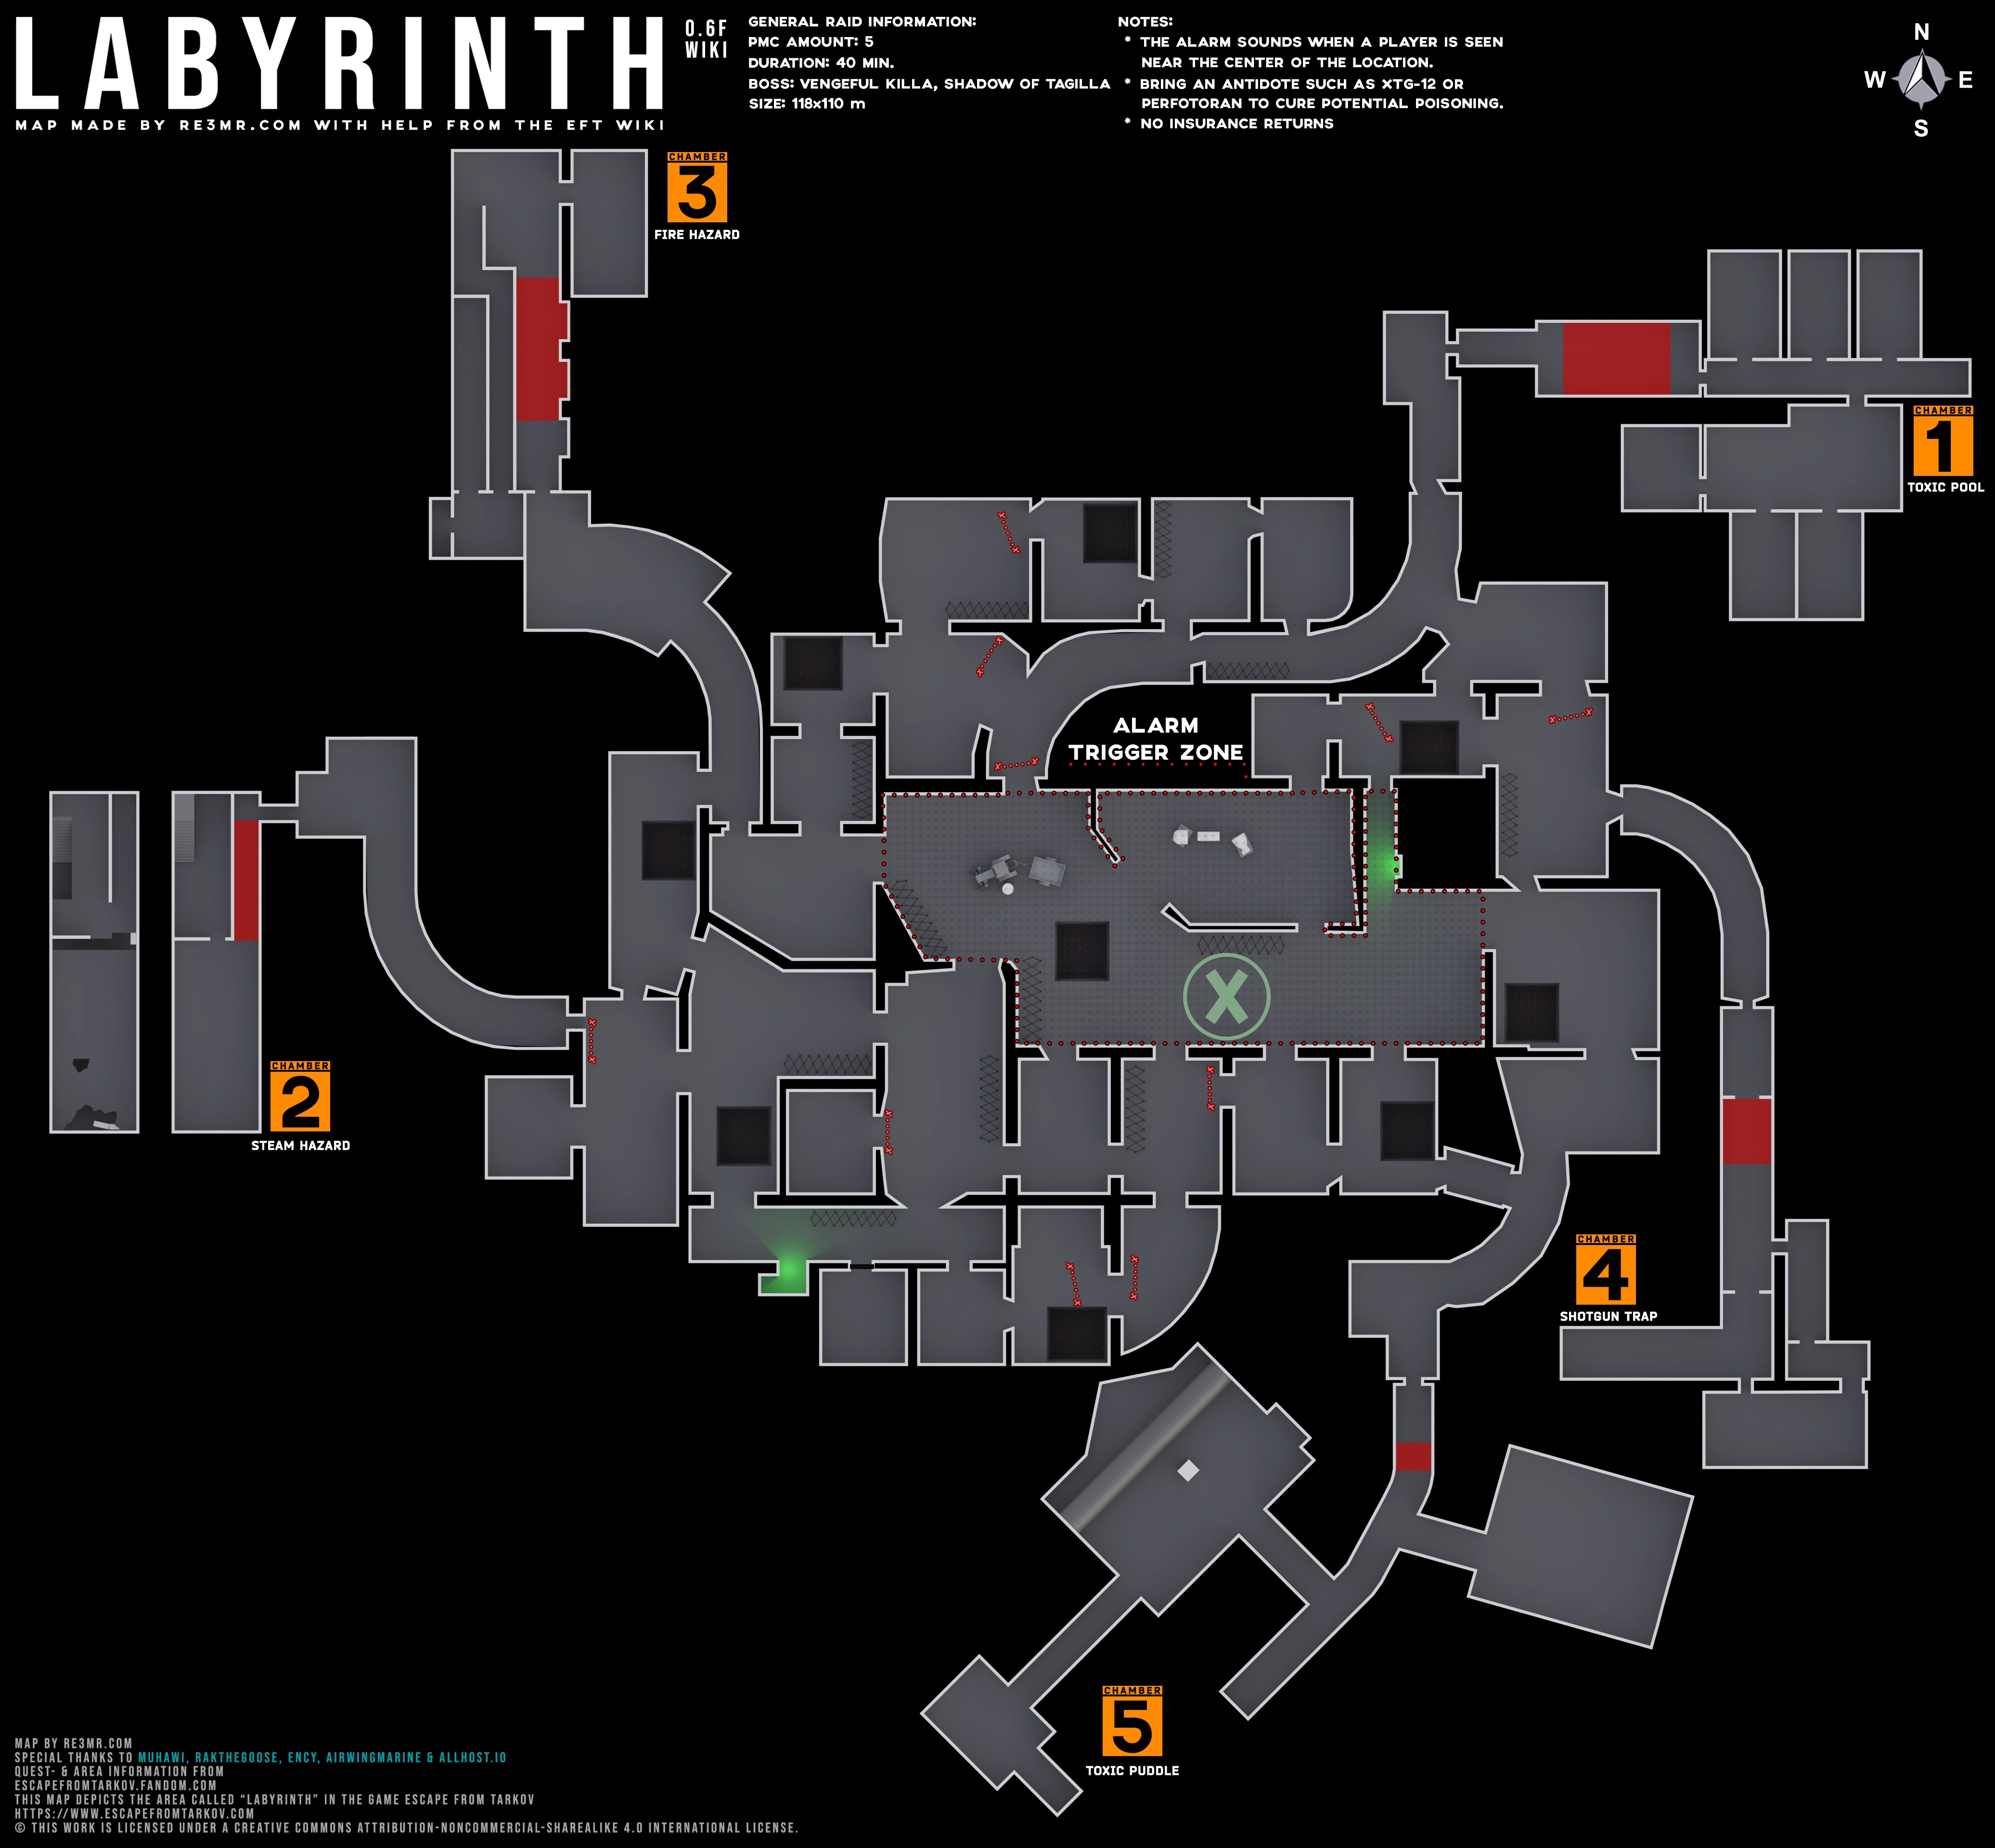 LABYRINTH
0.6F
WIKI
MAP MADE BY RE3MR.COM WITH HELP FROM THE EFT WIKI
GENERAL RAID INFORMATION:
PMC AMOUNT: 5
DURATION: 40 MIN.
BOSS: VENGEFUL KILLA, SHADOW OF TAGILLA
SIZE: 118x110 m
NOTES:
* THE ALARM SOUNDS WHEN A PLAYER IS SEEN
NEAR THE CENTER OF THE LOCATION.
* BRING AN ANTIDOTE SUCH AS XTG-12 OR
PERFOTORAN TO CURE POTENTIAL POISONING.
* NO INSURANCE RETURNS
N
W E
S
CHAMBER
3
FIRE HAZARD
CHAMBER
1
TOXIC POOL
ALARM
TRIGGER ZONE
X
CHAMBER
2
STEAM HAZARD
CHAMBER
4
SHOTGUN TRAP
CHAMBER
5
TOXIC PUDDLE
MAP BY RE3MR.COM
SPECIAL THANKS TO MUHAWI, RAKTHEGOOSE, ENCY, AIRWINGMARINE & ALLHOST.IO
QUEST- & AREA INFORMATION FROM
ESCAPEFROMTARKOV.FANDOM.COM
THIS MAP DEPICTS THE AREA CALLED "LABYRINTH" IN THE GAME ESCAPE FROM TARKOV
HTTPS://WWW.ESCAPEFROMTARKOV.COM
© THIS WORK IS LICENSED UNDER A CREATIVE COMMONS ATTRIBUTION-NONCOMMERCIAL-SHAREALIKE 4.0 INTERNATIONAL LICENSE.